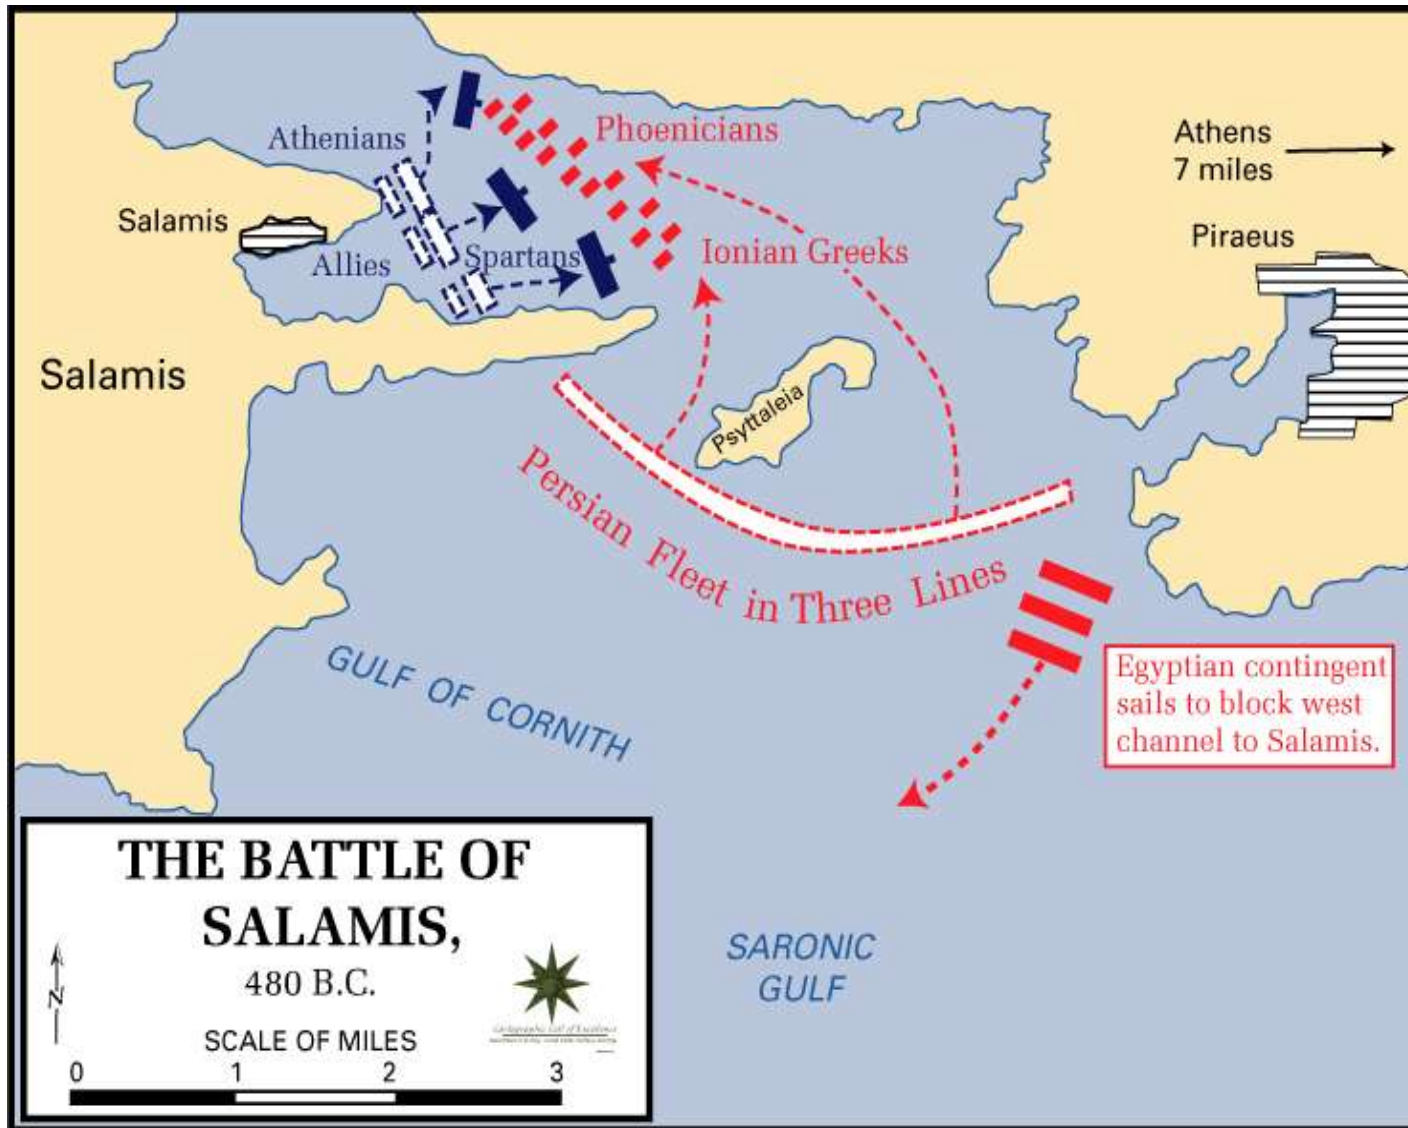 Athenians
Phoenicians
Athens
7 miles
Salamis
Piraeus
Allies
Spartans
Ionian Greeks
Salamis
Psyttaleia
Persian Fleet in Three Lines
GULF OF CORNITH
Egyptian contingent
sails to block west
channel to Salamis.
SARONIC
GULF
THE BATTLE OF
SALAMIS,
480 B.C.
N
SCALE OF MILES
0 1 2 3